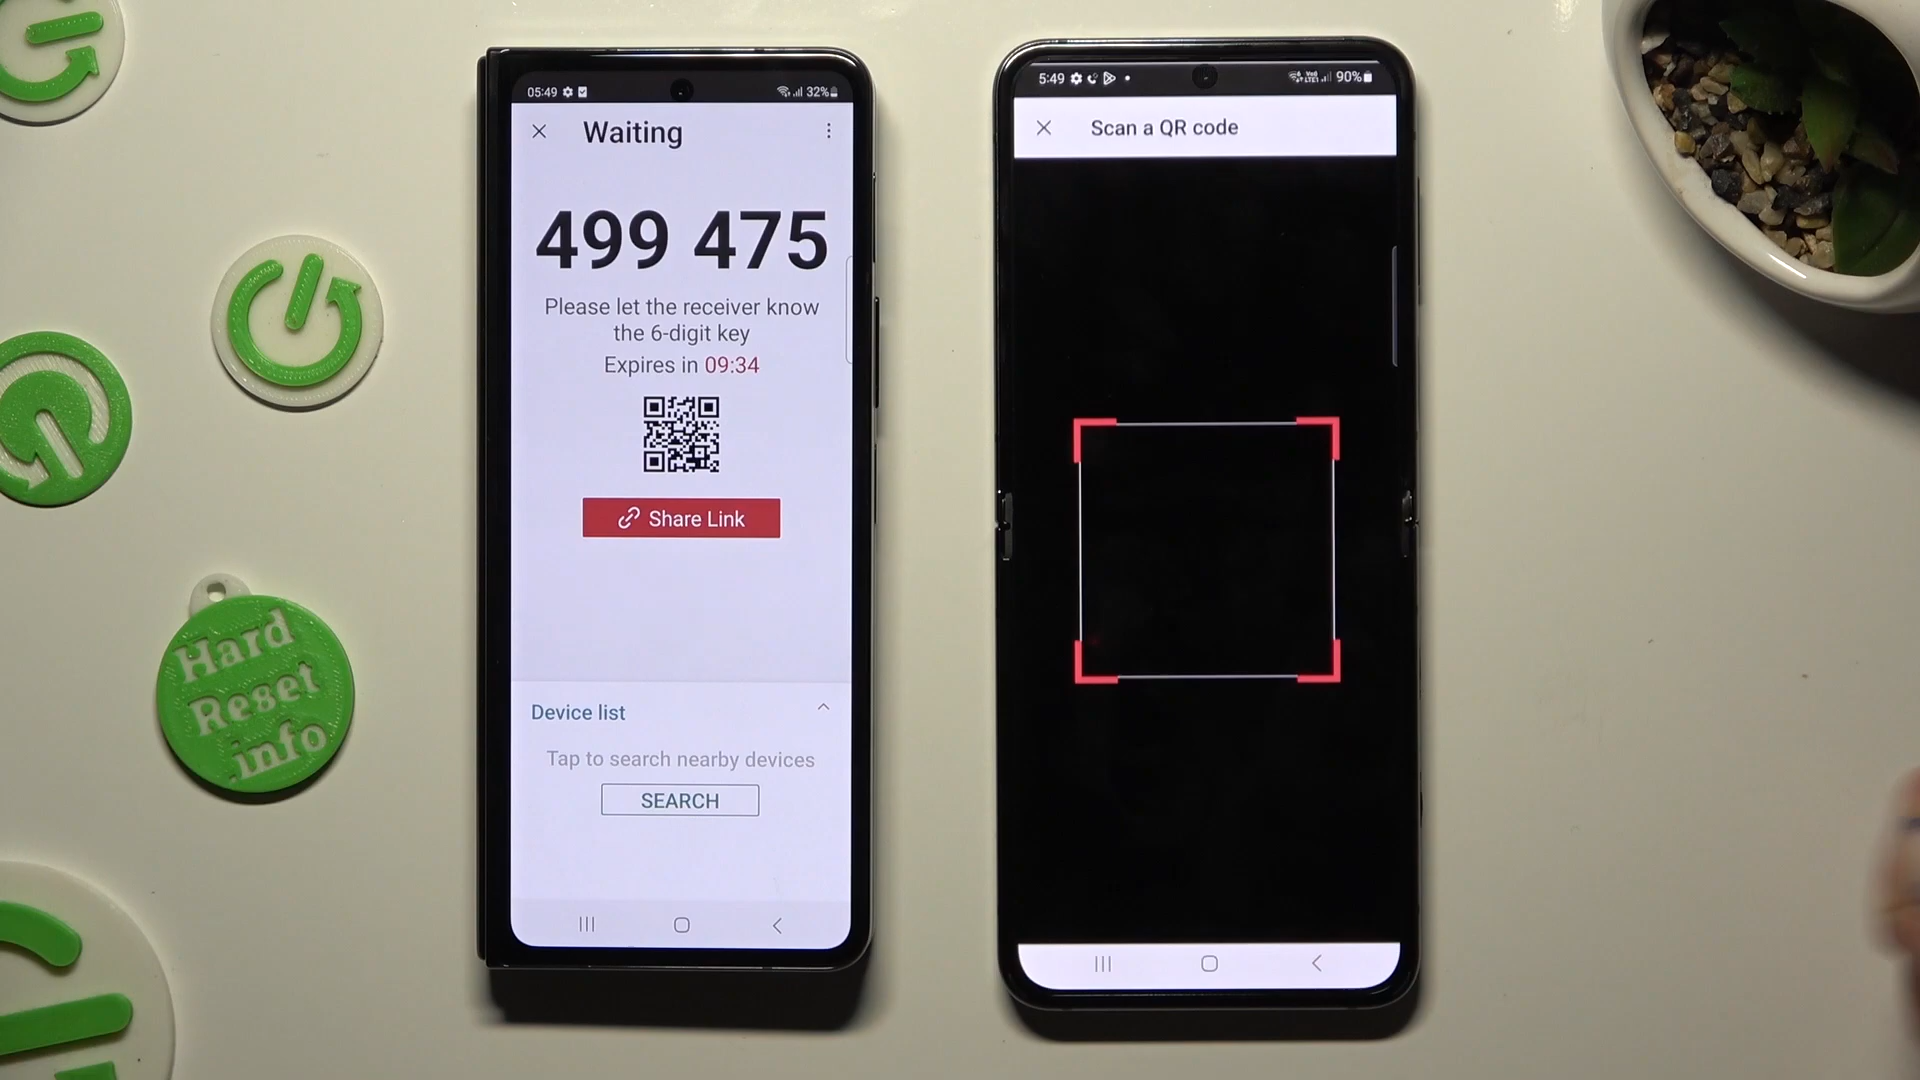 05:49
32%
Waiting
499 475
Please let the receiver know
the 6-digit key
Expires in 09:34
Share Link
Device list
Tap to search nearby devices
SEARCH
5:49
90%
Scan a QR code
Hard
Reset
.info